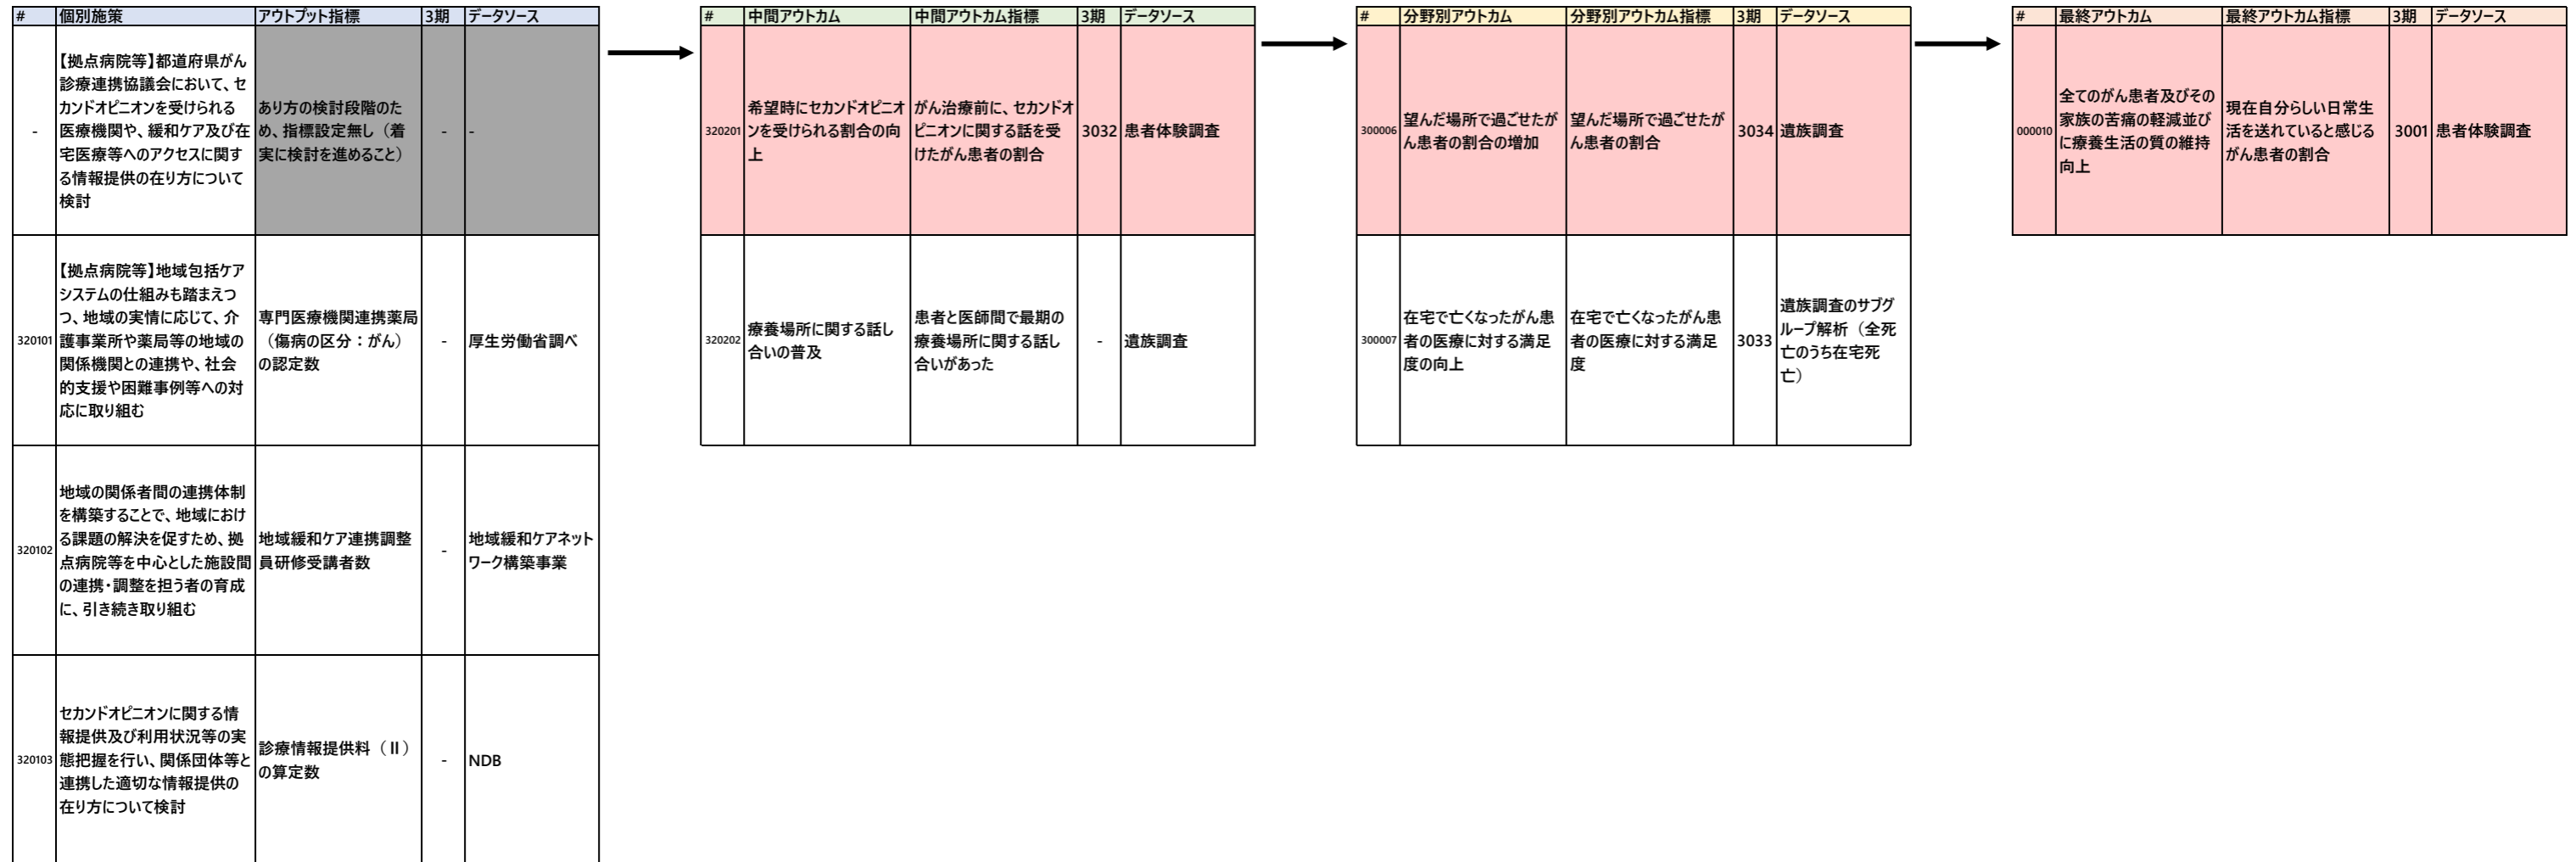 # 個別施策 アウトプット指標 3期 データソース
-
【拠点病院等】都道府県がん
診療連携協議会において、セ
カンドオピニオンを受けられる
医療機関や、緩和ケア及び在
宅医療等へのアクセスに関す
る情報提供の在り方について
検討
あり方の検討段階のた
め、指標設定無し（着
実に検討を進めること）
-
-
320101
【拠点病院等】地域包括ケア
システムの仕組みも踏まえつ
つ、地域の実情に応じて、介
護事業所や薬局等の地域の
関係機関との連携や、社会
的支援や困難事例等への対
応に取り組む
専門医療機関連携薬局
（傷病の区分：がん）
の認定数
-
厚生労働省調べ
320102
地域の関係者間の連携体制
を構築することで、地域におけ
る課題の解決を促すため、拠
点病院等を中心とした施設間
の連携・調整を担う者の育成
に、引き続き取り組む
地域緩和ケア連携調整
員研修受講者数
-
地域緩和ケアネット
ワーク構築事業
320103
セカンドオピニオンに関する情
報提供及び利用状況等の実
態把握を行い、関係団体等と
連携した適切な情報提供の
在り方について検討
診療情報提供料（Ⅱ）
の算定数
-
NDB
# 中間アウトカム 中間アウトカム指標 3期 データソース
320201
希望時にセカンドオピニオ
ンを受けられる割合の向
上
がん治療前に、セカンドオ
ピニオンに関する話を受
けたがん患者の割合
3032
患者体験調査
320202
療養場所に関する話し
合いの普及
患者と医師間で最期の
療養場所に関する話し
合いがあった
-
遺族調査
# 分野別アウトカム 分野別アウトカム指標 3期 データソース
300006
望んだ場所で過ごせたが
ん患者の割合の増加
望んだ場所で過ごせたが
ん患者の割合
3034
遺族調査
300007
在宅で亡くなったがん患
者の医療に対する満足
度の向上
在宅で亡くなったがん患
者の医療に対する満足
度
3033
遺族調査のサブグ
ループ解析（全死
亡のうち在宅死
亡）
# 最終アウトカム 最終アウトカム指標 3期 データソース
000010
全てのがん患者及びその
家族の苦痛の軽減並び
に療養生活の質の維持
向上
現在自分らしい日常生
活を送れていると感じる
がん患者の割合
3001
患者体験調査